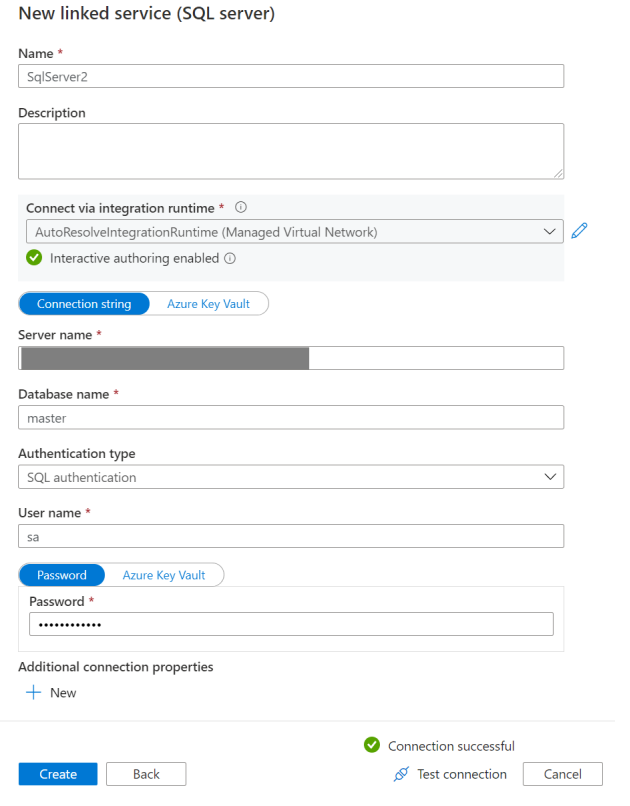 New linked service (SQL server)
Name *
SqlServer2
Description
Connect via integration runtime *
AutoResolveIntegrationRuntime (Managed Virtual Network)
Interactive authoring enabled
Connection string Azure Key Vault
Server name *
Database name *
master
Authentication type
SQL authentication
User name *
sa
Password Azure Key Vault
Password *
••••••••••••
Additional connection properties
New
Connection successful
Create Back Test connection Cancel